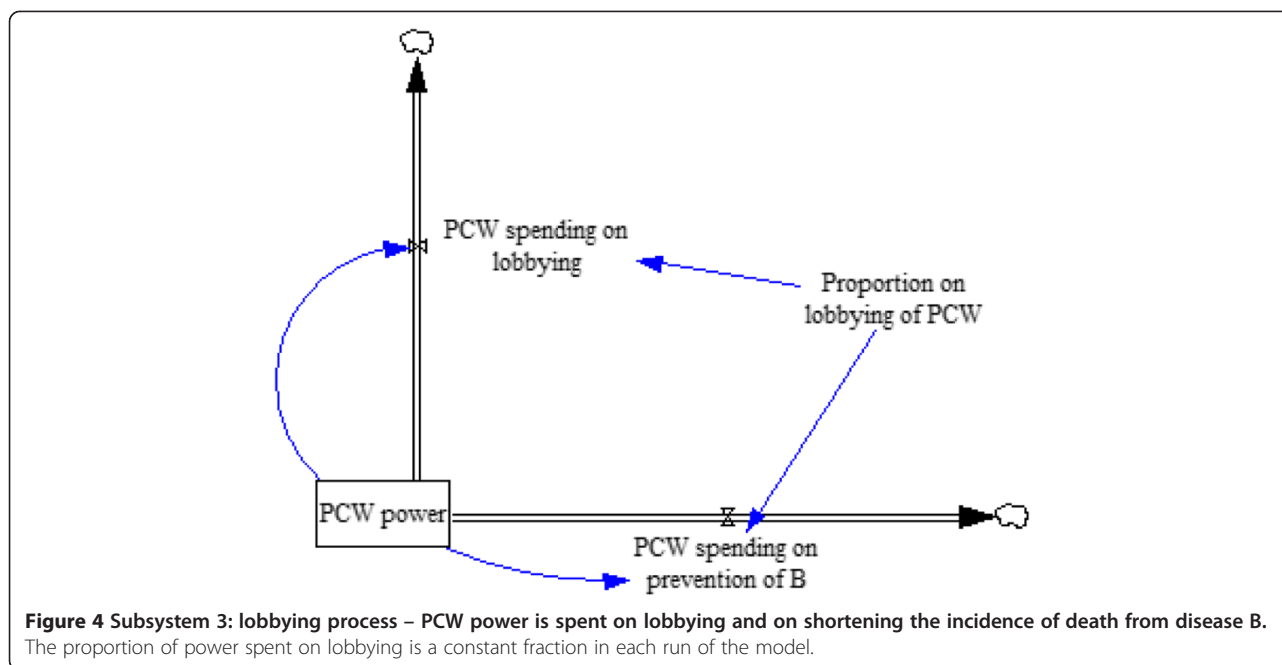 PCW spending on
lobbying
Proportion on
lobbying of PCW
PCW power
PCW spending on
prevention of B
Figure 4 Subsystem 3: lobbying process – PCW power is spent on lobbying and on shortening the incidence of death from disease B.
The proportion of power spent on lobbying is a constant fraction in each run of the model.